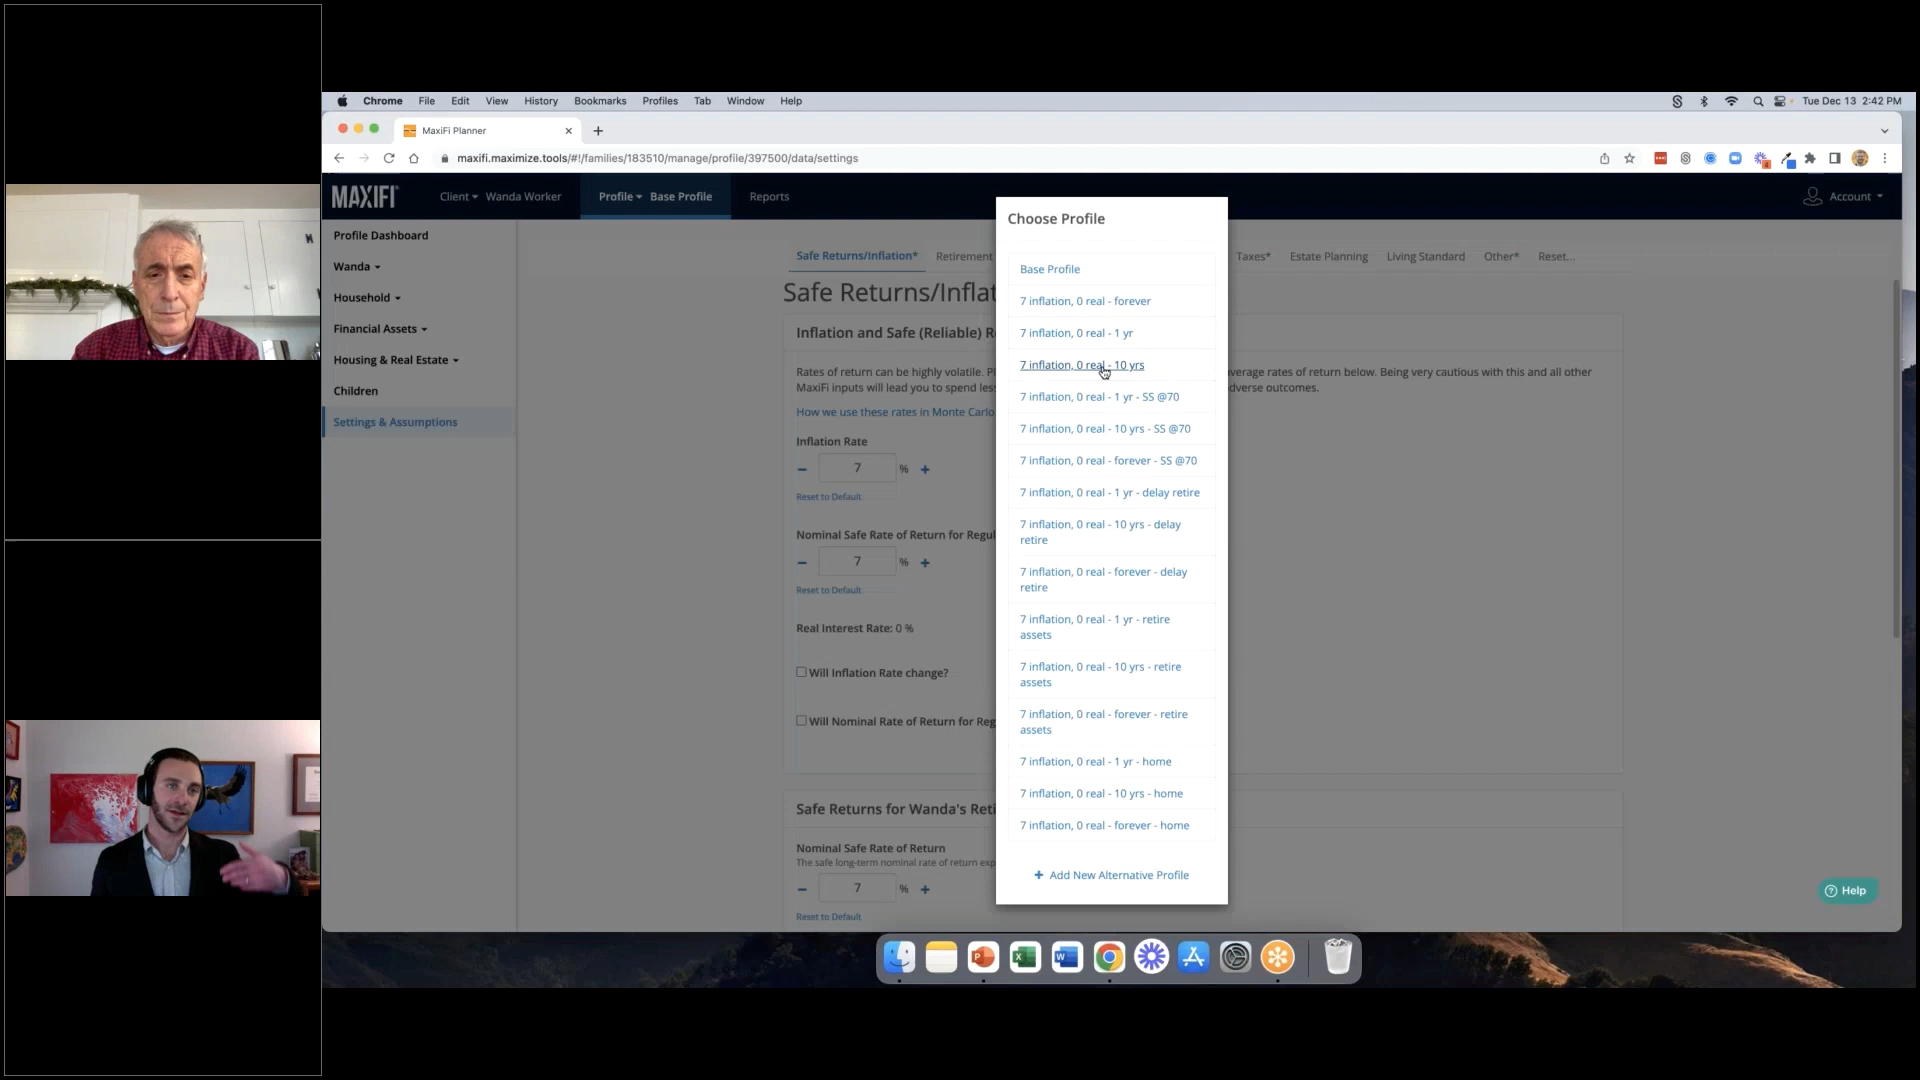 Chrome File Edit View History Bookmarks Profiles Tab Window Help
Tue Dec 13 2:42 PM
MaxiFi Planner
maxifi.maximize.tools/#!/families/183510/manage/profile/397500/data/settings
MAXIFI
Client Wanda Worker
Profile Base Profile
Reports
Account
Profile Dashboard
Wanda
Household
Financial Assets
Housing & Real Estate
Children
Settings & Assumptions
Safe Returns/Inflation* Retirement Taxes* Estate Planning Living Standard Other* Reset...
Safe Returns/Inflat
Inflation and Safe (Reliable) R
Rates of return can be highly volatile. Pl verage rates of return below. Being very cautious with this and all other
MaxiFi inputs will lead you to spend les dverse outcomes.
How we use these rates in Monte Carlo
Inflation Rate
− 7 % +
Reset to Default
Nominal Safe Rate of Return for Regul
− 7 % +
Reset to Default
Real Interest Rate: 0 %
Will Inflation Rate change?
Will Nominal Rate of Return for Reg
Safe Returns for Wanda's Reti
Nominal Safe Rate of Return
The safe long-term nominal rate of return exp
− 7 % +
Reset to Default
Choose Profile
Base Profile
7 inflation, 0 real - forever
7 inflation, 0 real - 1 yr
7 inflation, 0 real - 10 yrs
7 inflation, 0 real - 1 yr - SS @70
7 inflation, 0 real - 10 yrs - SS @70
7 inflation, 0 real - forever - SS @70
7 inflation, 0 real - 1 yr - delay retire
7 inflation, 0 real - 10 yrs - delay
retire
7 inflation, 0 real - forever - delay
retire
7 inflation, 0 real - 1 yr - retire
assets
7 inflation, 0 real - 10 yrs - retire
assets
7 inflation, 0 real - forever - retire
assets
7 inflation, 0 real - 1 yr - home
7 inflation, 0 real - 10 yrs - home
7 inflation, 0 real - forever - home
+ Add New Alternative Profile
Help